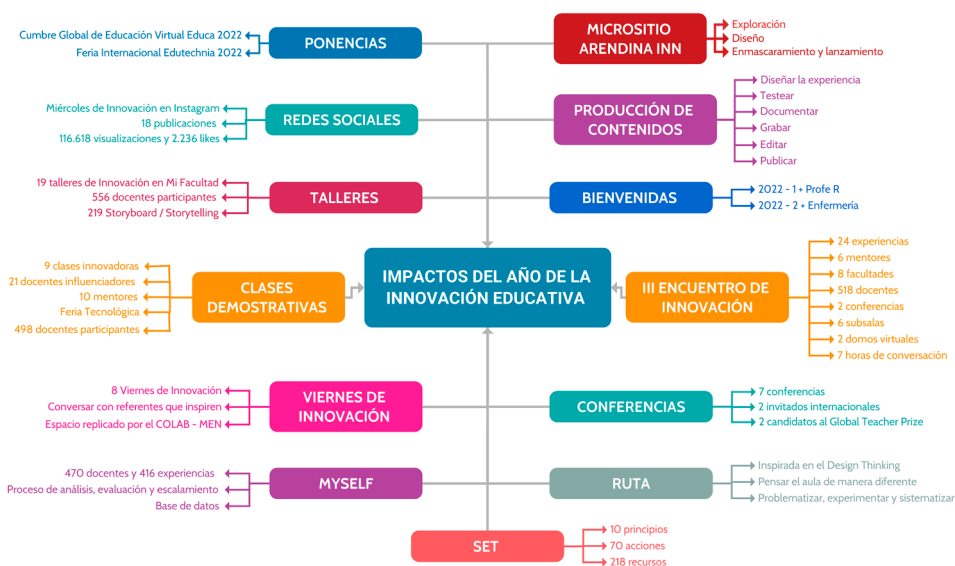 Cumbre Global de Educación Virtual Educa 2022
Feria Internacional Edutechnia 2022
PONENCIAS
MICROSITIO
ARENDINA INN
Exploración
Diseño
Enmascaramiento y lanzamiento
Miércoles de Innovación en Instagram
18 publicaciones
116.618 visualizaciones y 2.236 likes
REDES SOCIALES
PRODUCCIÓN DE
CONTENIDOS
Diseñar la experiencia
Testear
Documentar
Grabar
Editar
Publicar
19 talleres de Innovación en Mi Facultad
556 docentes participantes
219 Storyboard / Storytelling
TALLERES
BIENVENIDAS
2022 - 1 + Profe R
2022 - 2 + Enfermería
9 clases innovadoras
21 docentes influenciadores
10 mentores
Feria Tecnológica
498 docentes participantes
CLASES
DEMOSTRATIVAS
IMPACTOS DEL AÑO DE LA
INNOVACIÓN EDUCATIVA
III ENCUENTRO DE
INNOVACIÓN
24 experiencias
6 mentores
8 facultades
518 docentes
2 conferencias
6 subsalas
2 domos virtuales
7 horas de conversación
8 Viernes de Innovación
Conversar con referentes que inspiren
Espacio replicado por el COLAB - MEN
VIERNES DE
INNOVACIÓN
CONFERENCIAS
7 conferencias
2 invitados internacionales
2 candidatos al Global Teacher Prize
470 docentes y 416 experiencias
Proceso de análisis, evaluación y escalamiento
Base de datos
MYSELF
RUTA
Inspirada en el Design Thinking
Pensar el aula de manera diferente
Problematizar, experimentar y sistematizar
SET
10 principios
70 acciones
218 recursos